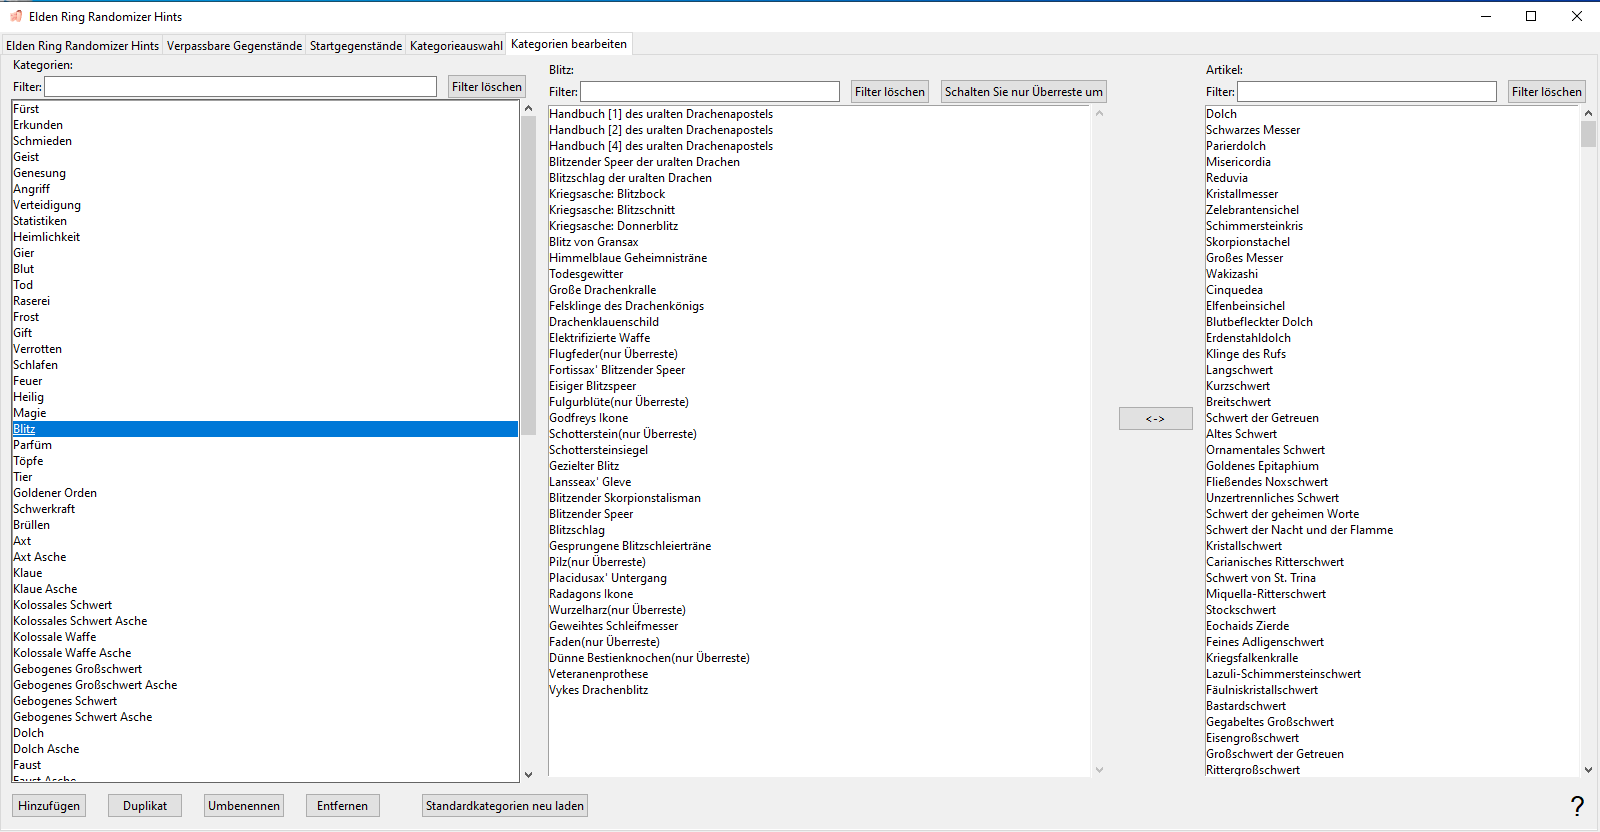 Elden Ring Randomizer Hints
Elden Ring Randomizer Hints Verpassbare Gegenstände Startgegenstände Kategorieauswahl Kategorien bearbeiten
Kategorien:
Filter: Filter löschen
Fürst
Erkunden
Schmieden
Geist
Genesung
Angriff
Verteidigung
Statistiken
Heimlichkeit
Gier
Blut
Tod
Raserei
Frost
Gift
Verrotten
Schlafen
Feuer
Heilig
Magie
Blitz
Parfüm
Töpfe
Tier
Goldener Orden
Schwerkraft
Brüllen
Axt
Axt Asche
Klaue
Klaue Asche
Kolossales Schwert
Kolossales Schwert Asche
Kolossale Waffe
Kolossale Waffe Asche
Gebogenes Großschwert
Gebogenes Großschwert Asche
Gebogenes Schwert
Gebogenes Schwert Asche
Dolch
Dolch Asche
Faust
Faust Asche
Blitz:
Filter: Filter löschen Schalten Sie nur Überreste um
Handbuch [1] des uralten Drachenapostels
Handbuch [2] des uralten Drachenapostels
Handbuch [4] des uralten Drachenapostels
Blitzender Speer der uralten Drachen
Blitzschlag der uralten Drachen
Kriegsasche: Blitzbock
Kriegsasche: Blitzschnitt
Kriegsasche: Donnerblitz
Blitz von Gransax
Himmelblaue Geheimnisträne
Todesgewitter
Große Drachenkralle
Felsklinge des Drachenkönigs
Drachenklauenschild
Elektrifizierte Waffe
Flugfeder(nur Überreste)
Fortissax' Blitzender Speer
Eisiger Blitzspeer
Fulgurblüte(nur Überreste)
Godfreys Ikone
Schotterstein(nur Überreste)
Schottersteinsiegel
Gezielter Blitz
Lansseax' Gleve
Blitzender Skorpionstalisman
Blitzender Speer
Blitzschlag
Gesprungene Blitzschleierträne
Pilz(nur Überreste)
Placidusax' Untergang
Radagons Ikone
Wurzelharz(nur Überreste)
Geweihtes Schleifmesser
Faden(nur Überreste)
Dünne Bestienknochen(nur Überreste)
Veteranenprothese
Vykes Drachenblitz
<->
Artikel:
Filter: Filter löschen
Dolch
Schwarzes Messer
Parierdolch
Misericordia
Reduvia
Kristallmesser
Zelebrantensichel
Schimmersteinkris
Skorpionstachel
Großes Messer
Wakizashi
Cinquedea
Elfenbeinsichel
Blutbefleckter Dolch
Erdenstahldolch
Klinge des Rufs
Langschwert
Kurzschwert
Breitschwert
Schwert der Getreuen
Altes Schwert
Ornamentales Schwert
Goldenes Epitaphium
Fließendes Noxschwert
Unzertrennliches Schwert
Schwert der geheimen Worte
Schwert der Nacht und der Flamme
Kristallschwert
Carianisches Ritterschwert
Schwert von St. Trina
Miquella-Ritterschwert
Stockschwert
Eochaids Zierde
Feines Adligenschwert
Kriegsfalkenkralle
Lazuli-Schimmersteinschwert
Fäulniskristallschwert
Bastardschwert
Gegabeltes Großschwert
Eisengroßschwert
Großschwert der Getreuen
Rittergroßschwert
Hinzufügen Duplikat Umbenennen Entfernen Standardkategorien neu laden ?